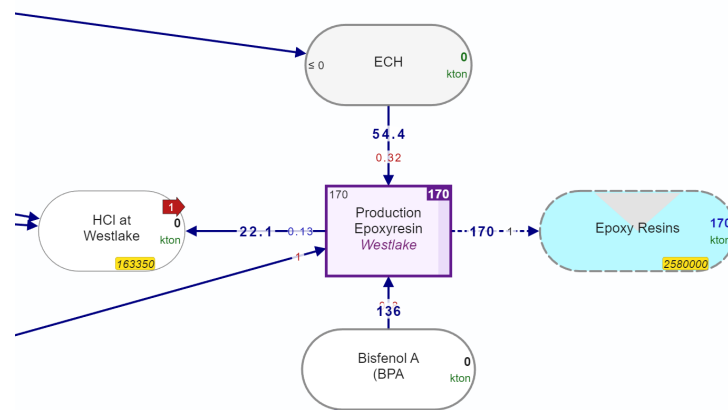 ≤ 0
ECH
0
kton
54.4
0.32
170
170
Production
Epoxyresin
Westlake
1
HCl at
Westlake
0
kton
163350
22.1
0.13
1
170
1
Epoxy Resins
170
kton
2580000
136
Bisfenol A
(BPA
0
kton